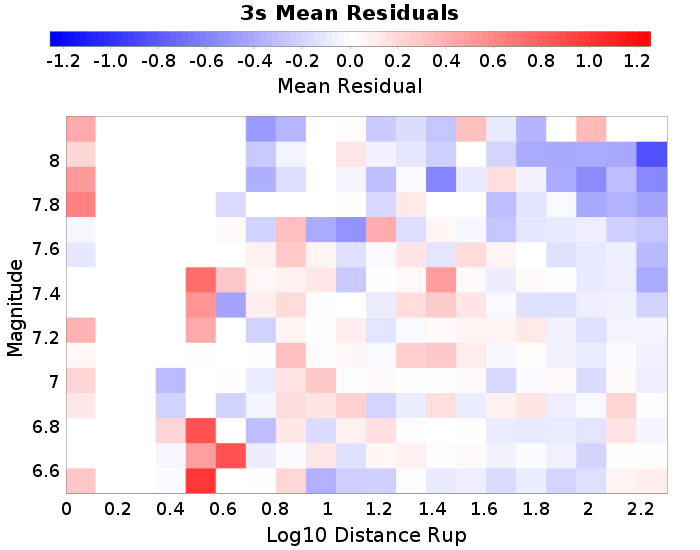 3s Mean Residuals
-1.2 -1.0 -0.8 -0.6 -0.4 -0.2 0.0 0.2 0.4 0.6 0.8 1.0 1.2
Mean Residual
8
7.8
7.6
7.4
7.2
7
6.8
6.6
Magnitude
0 0.2 0.4 0.6 0.8 1 1.2 1.4 1.6 1.8 2 2.2
Log10 Distance Rup